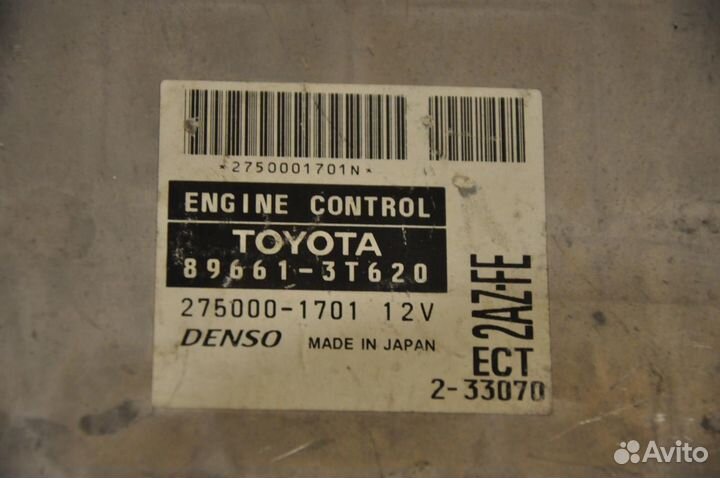 *2750001701N*
ENGINE CONTROL
TOYOTA
89661-3T620
275000-1701 12V
DENSO MADE IN JAPAN
2AZ-FE
ECT
2-33070
Avito